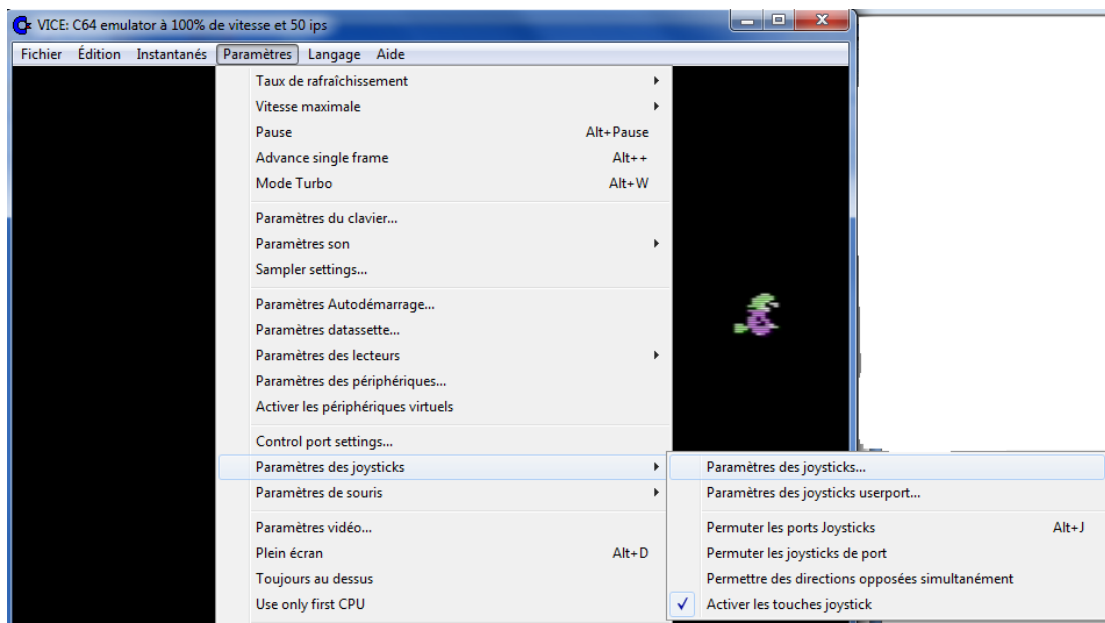 VICE: C64 emulator à 100% de vitesse et 50 ips
Fichier Édition Instantanés Paramètres Langage Aide
Taux de rafraîchissement
Vitesse maximale
Pause Alt+Pause
Advance single frame Alt++
Mode Turbo Alt+W
Paramètres du clavier...
Paramètres son
Sampler settings...
Paramètres Autodémarrage...
Paramètres datassette...
Paramètres des lecteurs
Paramètres des périphériques...
Activer les périphériques virtuels
Control port settings...
Paramètres des joysticks
Paramètres de souris
Paramètres vidéo...
Plein écran Alt+D
Toujours au dessus
Use only first CPU
Paramètres des joysticks...
Paramètres des joysticks userport...
Permuter les ports Joysticks Alt+J
Permuter les joysticks de port
Permettre des directions opposées simultanément
Activer les touches joystick